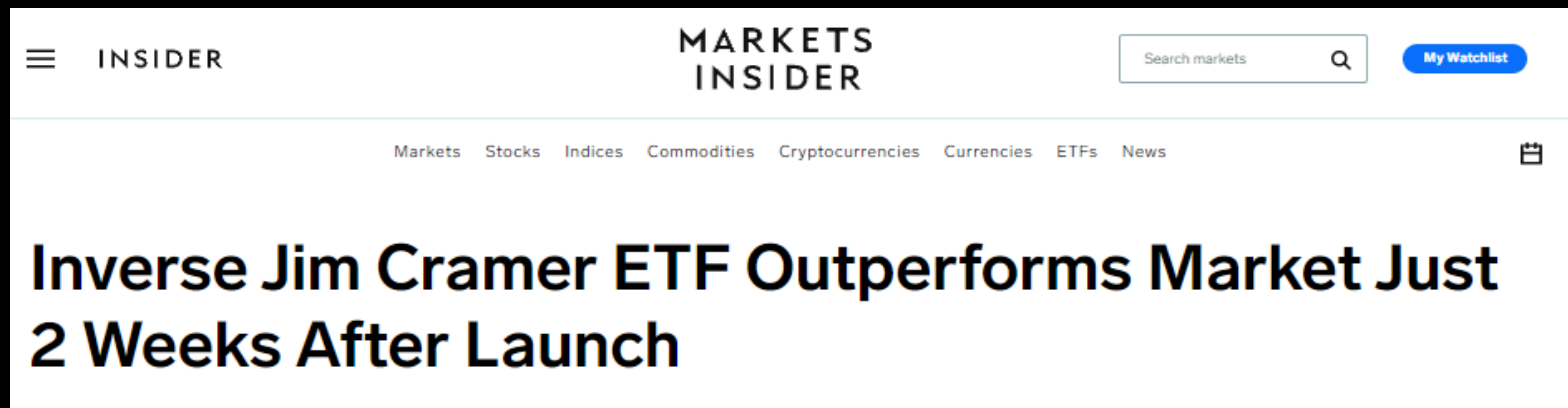 INSIDER
MARKETS
INSIDER
Search markets
My Watchlist
Markets Stocks Indices Commodities Cryptocurrencies Currencies ETFs News
Inverse Jim Cramer ETF Outperforms Market Just
2 Weeks After Launch